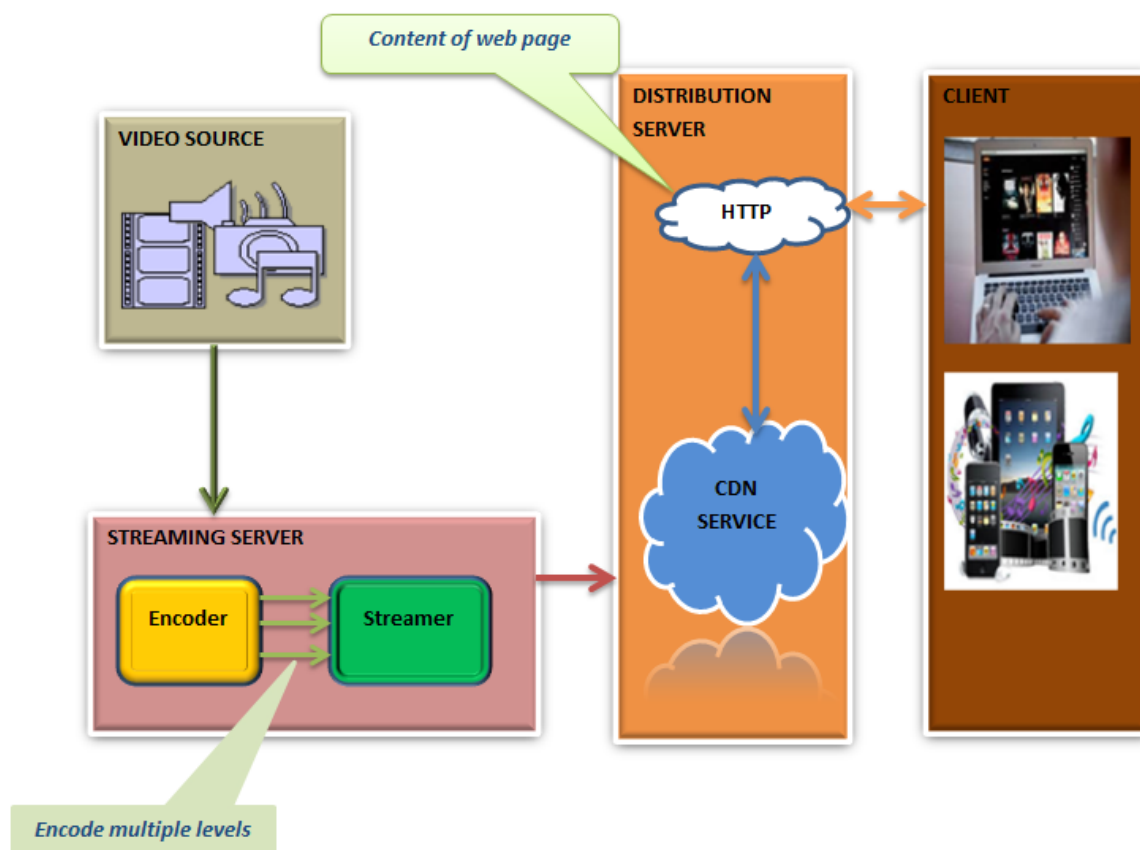 Content of web page
VIDEO SOURCE
DISTRIBUTION
SERVER
CLIENT
HTTP
CDN
SERVICE
STREAMING SERVER
Encoder
Streamer
Encode multiple levels